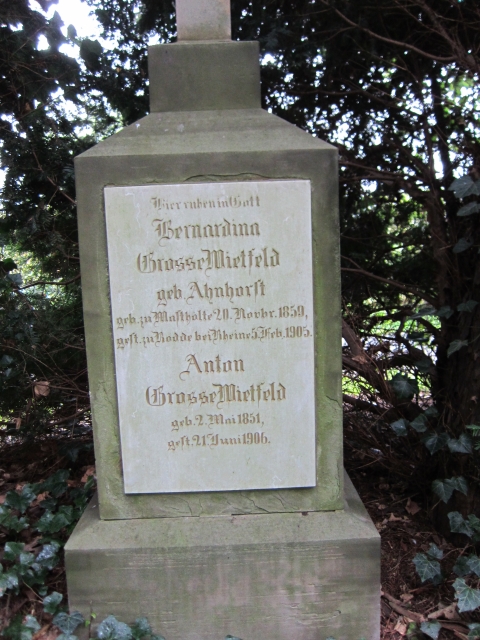 Hier ruhen in Gott
Bernardina
Grosse Wietfeld
geb. Ahnhorst
geb. zu Mastholte 20. Novbr. 1859,
gest. zu Rodde bei Rheine 5. Feb. 1905.
Anton
Grosse Wietfeld
geb. 2. Mai 1851,
gest. 21. Juni 1906.